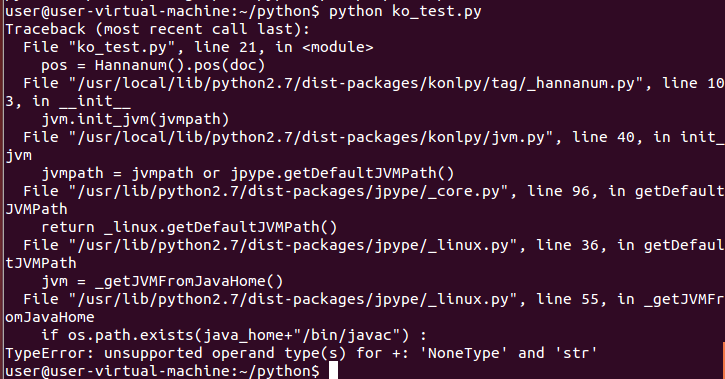 user@user-virtual-machine:~/python$ python ko_test.py
Traceback (most recent call last):
  File "ko_test.py", line 21, in <module>
    pos = Hannanum().pos(doc)
  File "/usr/local/lib/python2.7/dist-packages/konlpy/tag/_hannanum.py", line 10
3, in __init__
    jvm.init_jvm(jvmpath)
  File "/usr/local/lib/python2.7/dist-packages/konlpy/jvm.py", line 40, in init_
jvm
    jvmpath = jvmpath or jpype.getDefaultJVMPath()
  File "/usr/lib/python2.7/dist-packages/jpype/_core.py", line 96, in getDefault
JVMPath
    return _linux.getDefaultJVMPath()
  File "/usr/lib/python2.7/dist-packages/jpype/_linux.py", line 36, in getDefaul
tJVMPath
    jvm = _getJVMFromJavaHome()
  File "/usr/lib/python2.7/dist-packages/jpype/_linux.py", line 55, in _getJVMFr
omJavaHome
    if os.path.exists(java_home+"/bin/javac") :
TypeError: unsupported operand type(s) for +: 'NoneType' and 'str'
user@user-virtual-machine:~/python$